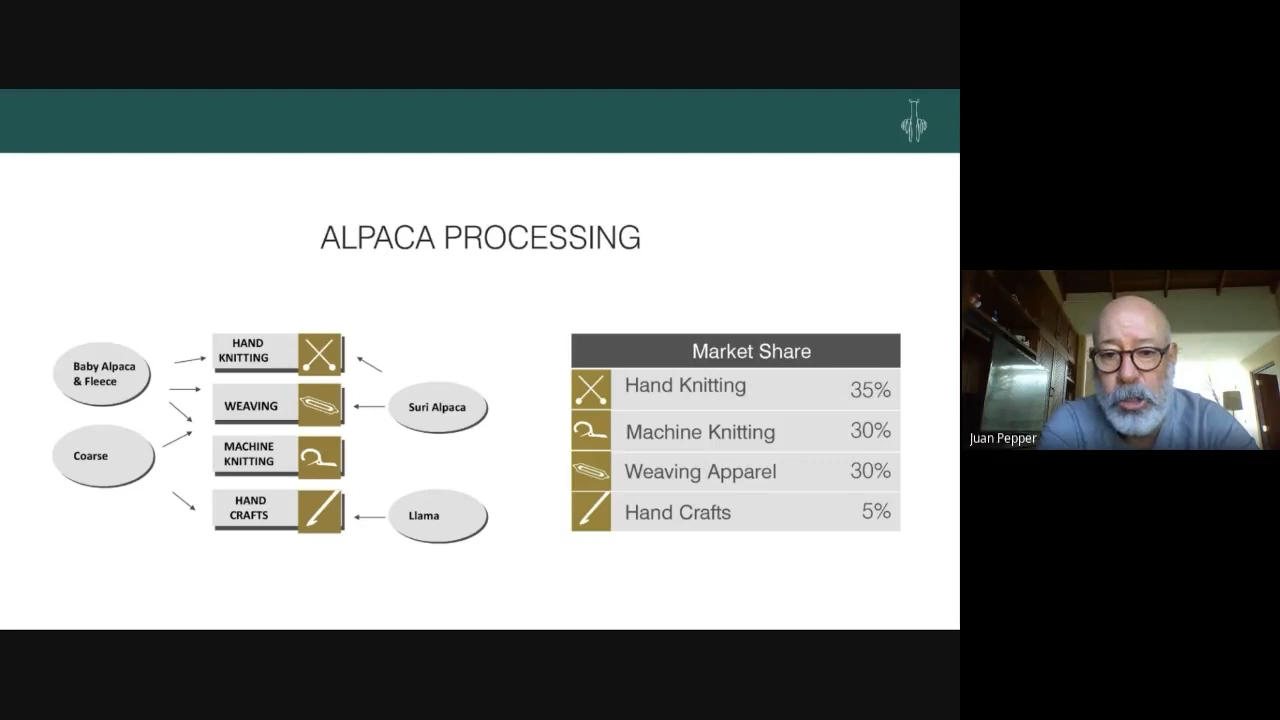 ALPACA PROCESSING
Baby Alpaca
& Fleece
Coarse
HAND
KNITTING
WEAVING
MACHINE
KNITTING
HAND
CRAFTS
Suri Alpaca
Llama
Market Share
Hand Knitting 35%
Machine Knitting 30%
Weaving Apparel 30%
Hand Crafts 5%
Juan Pepper